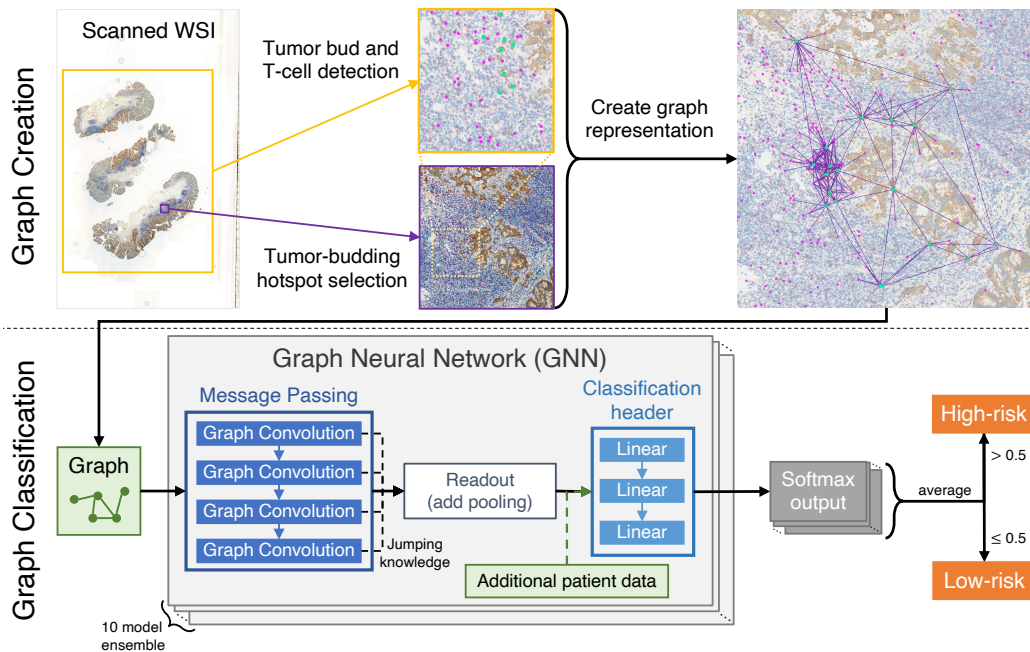 Graph Creation
Scanned WSI
Tumor bud and
T-cell detection
Tumor-budding
hotspot selection
Create graph
representation
Graph Classification
Graph
Graph Neural Network (GNN)
Message Passing
Graph Convolution
Graph Convolution
Graph Convolution
Graph Convolution
Jumping
knowledge
Readout
(add pooling)
Additional patient data
Classification
header
Linear
Linear
Linear
10 model
ensemble
Softmax
output
average
High-risk
> 0.5
≤ 0.5
Low-risk